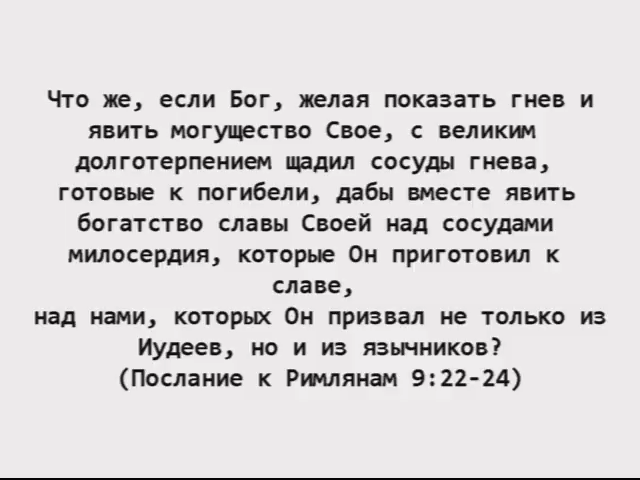 Что же, если Бог, желая показать гнев и
явить могущество Свое, с великим
долготерпением щадил сосуды гнева,
готовые к погибели, дабы вместе явить
богатство славы Своей над сосудами
милосердия, которые Он приготовил к
славе,
над нами, которых Он призвал не только из
Иудеев, но и из язычников?
(Послание к Римлянам 9:22-24)